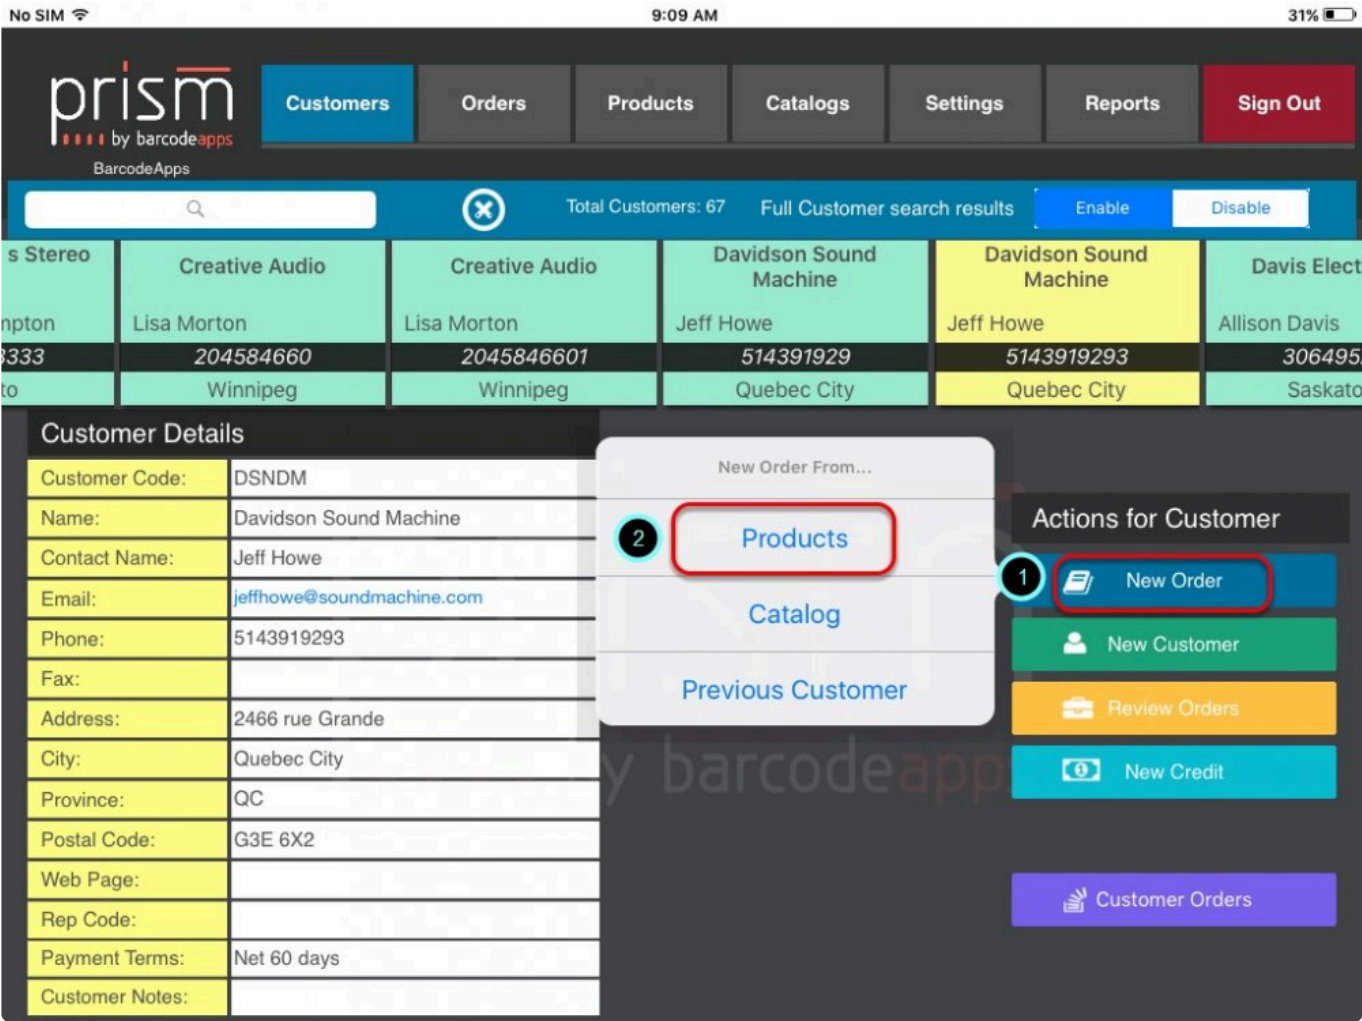 No SIM
9:09 AM
31%
prism
by barcodeapps
BarcodeApps
Customers
Orders
Products
Catalogs
Settings
Reports
Sign Out
Total Customers: 67
Full Customer search results
Enable
Disable
s Stereo
mpton
3333
to
Creative Audio
Lisa Morton
204584660
Winnipeg
Creative Audio
Lisa Morton
2045846601
Winnipeg
Davidson Sound
Machine
Jeff Howe
514391929
Quebec City
Davidson Sound
Machine
Jeff Howe
5143919293
Quebec City
Davis Elect
Allison Davis
306495
Saskato
Customer Details
Customer Code: DSNDM
Name: Davidson Sound Machine
Contact Name: Jeff Howe
Email: jeffhowe@soundmachine.com
Phone: 5143919293
Fax:
Address: 2466 rue Grande
City: Quebec City
Province: QC
Postal Code: G3E 6X2
Web Page:
Rep Code:
Payment Terms: Net 60 days
Customer Notes:
New Order From...
2
Products
Catalog
Previous Customer
Actions for Customer
1
New Order
New Customer
Review Orders
New Credit
Customer Orders
by barcodeapps